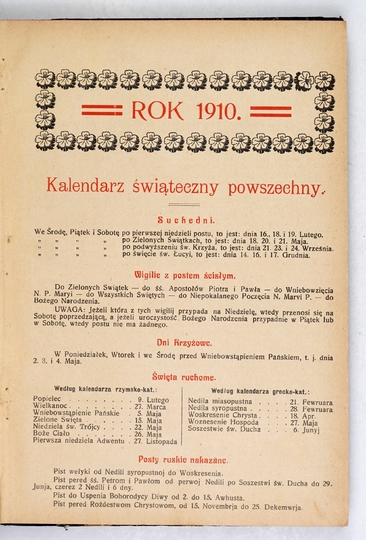 ROK 1910.
Kalendarz świąteczny powszechny.
Suchedni.
We Środę, Piątek i Sobotę po pierwszej niedzieli postu, to jest: dnia 16., 18. i 19. Lutego.
" " " " po Zielonych Świątkach, to jest: dnia 18. 20. i 21. Maja.
" " " " po podwyższeniu św. Krzyża, to jest: dnia 21. 23. i 24. Września.
" " " " po święcie św. Łucyi, to jest: dnia 14. 16. i 17. Grudnia.
Wigilie z postem ścisłym.
Do Zielonych Świątek — do śś. Apostołów Piotra i Pawła — do Wniebowzięcia
N. P. Maryi — do Wszystkich Świętych — do Niepokalanego Poczęcia N. Maryi P. — do
Bożego Narodzenia.
UWAGA: Jeżeli która z tych wigilij przypada na Niedzielę, wtedy przenosi się na
Sobotę poprzedzającą, a jeżeli uroczystość Bożego Narodzenia przypadnie w Piątek lub
w Sobotę, wtedy postu nie ma żadnego.
Dni Krzyżowe.
W Poniedziałek, Wtorek i we Środę przed Wniebowstąpieniem Pańskiem, t. j. dnia
2. 3. i 4. Maja.
Święta ruchome.
Według kalendarza rzymsko-kat.:
Popielec . . . . . . . 9. Lutego
Wielkanoc . . . . . . 27. Marca
Wniebowstąpienie Pańskie . 5. Maja
Zielone Święta . . . . . 15. Maja
Niedziela św. Trójcy . . . 22. Maja
Boże Ciało . . . . . . 26. Maja
Pierwsza niedziela Adwentu . 27. Listopada
Według kalendarza grecko-kat.:
Nedila miasopustna . . . . 21. Fewruara
Nedila syropustna . . . . 28. Fewruara
Woskresenie Chrysta . . . . 18. Apr.
Woznesenie Hospoda . . . . 27. Maja
Soszestwie św. Ducha . . . . 6. Junyj
Posty ruskie nakazane.
Pist wełyki od Nedili syropustnoj do Woskresenia.
Pist pered śś. Petrom i Pawłom od perwoj Nedili po Soszestwi św. Ducha do 29.
Junja, czerez 2 Nedili i 6 dny.
Pist do Uspenia Bohorodycy Diwy od 2. do 15. Awhusta.
Pist pered Rożdestwom Chrystowom, od 15. Noworbja do 25. Dekemwrja.